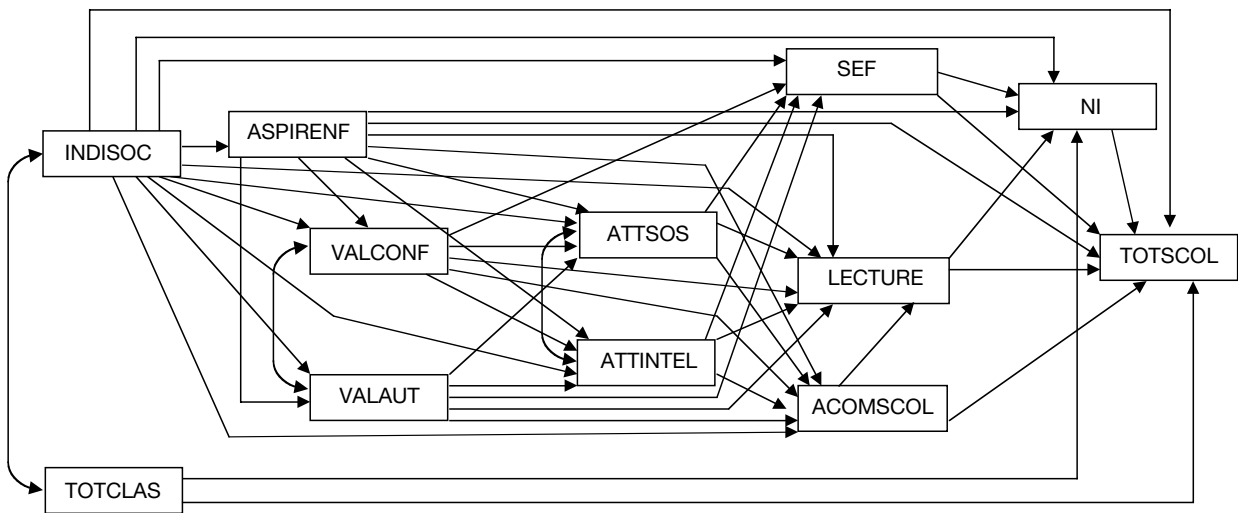 SEF
NI
ASPIRENF
INDISOC
ATTSOS
VALCONF
TOTSCOL
LECTURE
ATTINTEL
VALAUT
ACOMSCOL
TOTCLAS